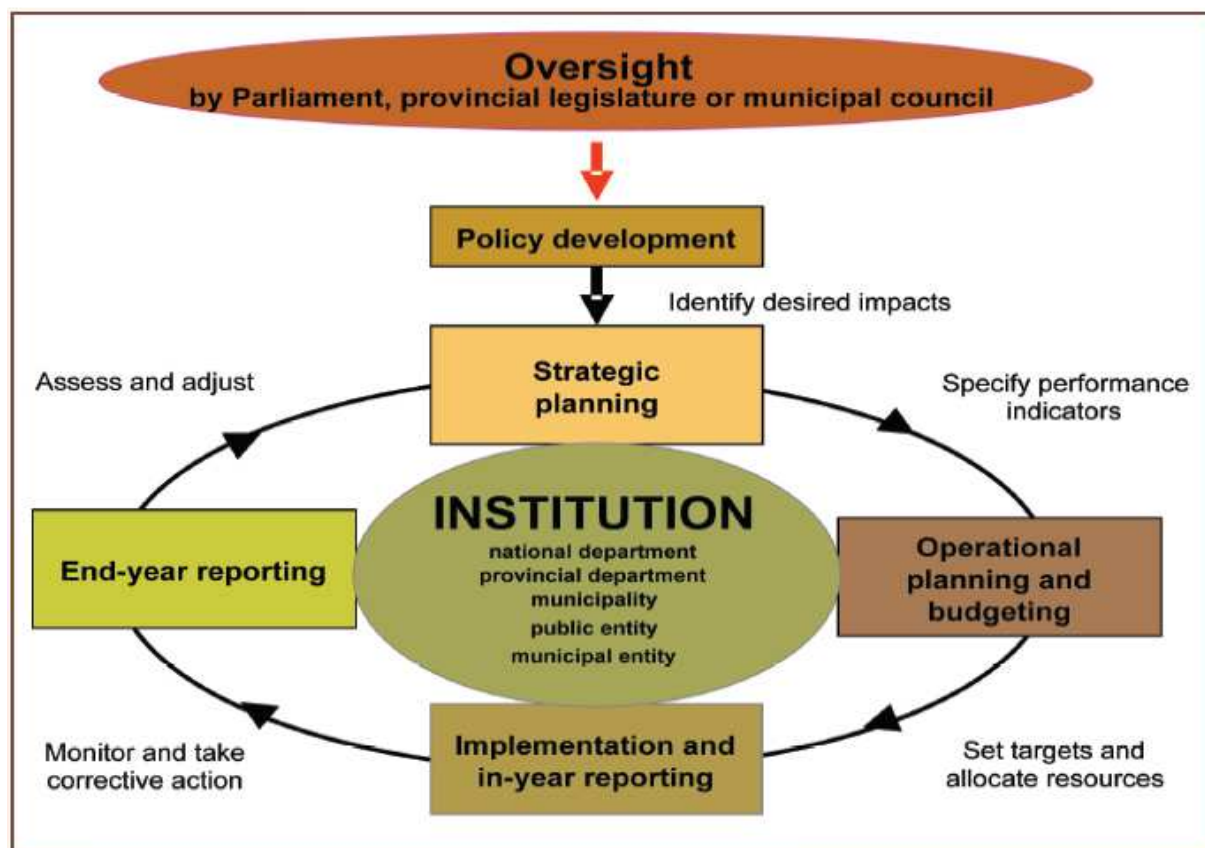 Oversight
by Parliament, provincial legislature or municipal council
Policy development
Identify desired impacts
Strategic
planning
Assess and adjust
Specify performance
indicators
INSTITUTION
national department
provincial department
municipality
public entity
municipal entity
End-year reporting
Operational
planning and
budgeting
Implementation and
in-year reporting
Monitor and take
corrective action
Set targets and
allocate resources